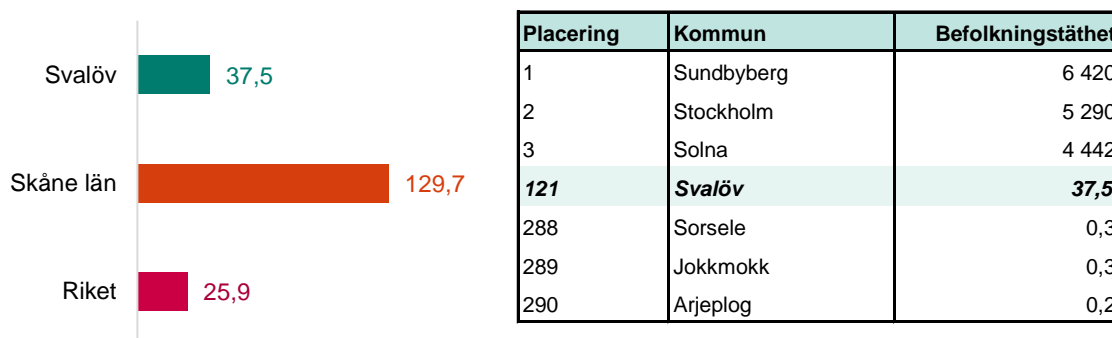 Svalöv 37,5
Skåne län 129,7
Riket 25,9
Placering Kommun Befolkningstäthet
1 Sundbyberg 6 420
2 Stockholm 5 290
3 Solna 4 442
121 Svalöv 37,5
288 Sorsele 0,3
289 Jokkmokk 0,3
290 Arjeplog 0,2